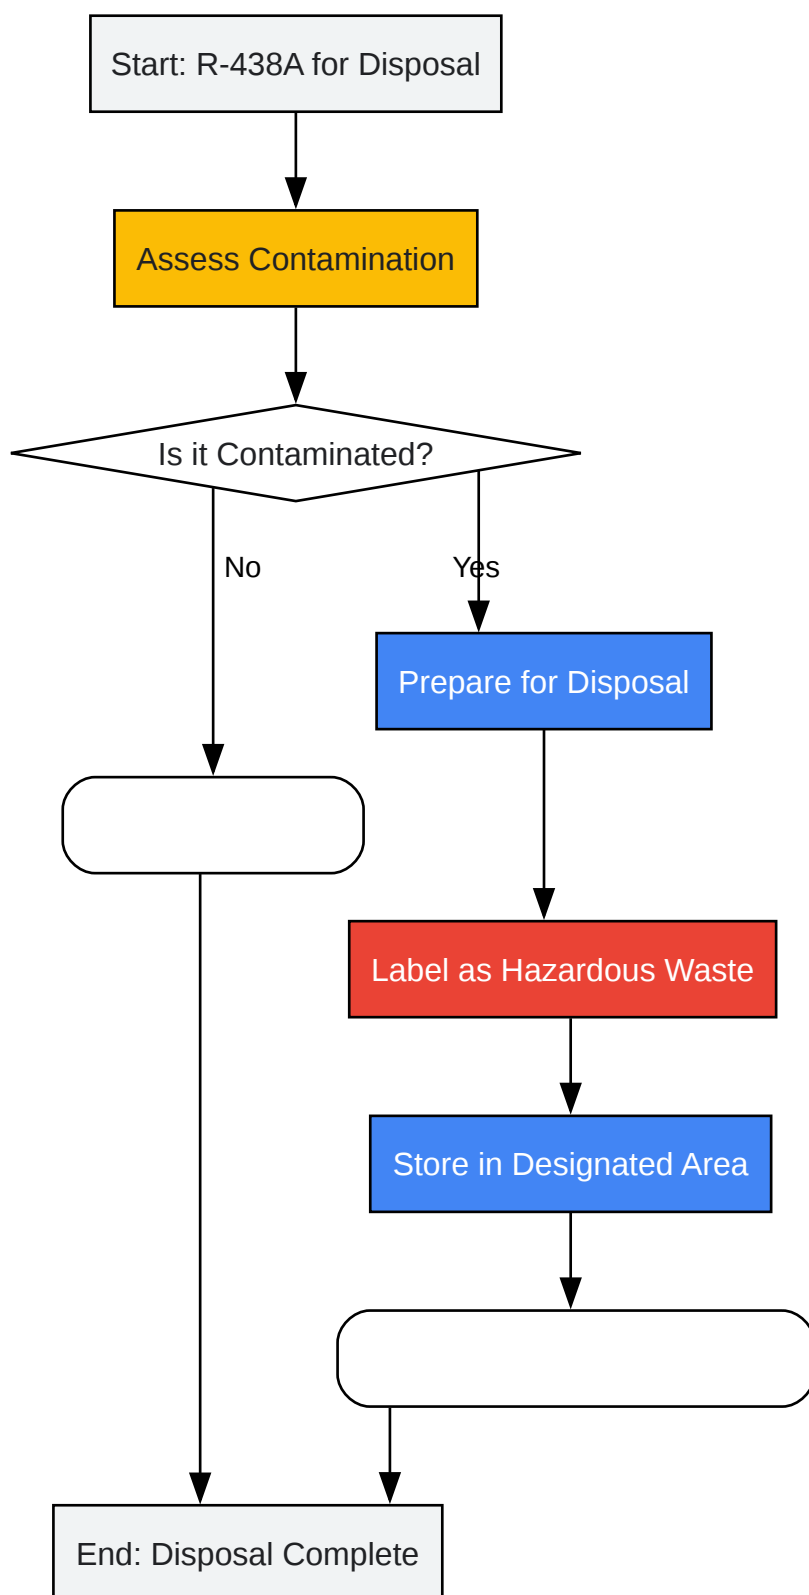 Start: R-438A for Disposal
Assess Contamination
Is it Contaminated?
No
Yes
Prepare for Disposal
Label as Hazardous Waste
Store in Designated Area
End: Disposal Complete